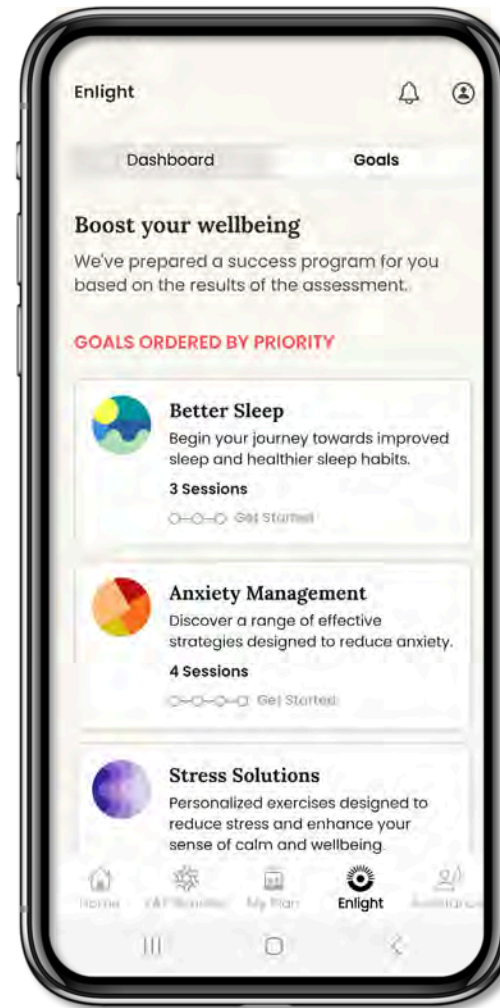 Enlight
Dashboard
Goals
Boost your wellbeing
We've prepared a success program for you
based on the results of the assessment.
GOALS ORDERED BY PRIORITY
Better Sleep
Begin your journey towards improved
sleep and healthier sleep habits.
3 Sessions
Get Started
Anxiety Management
Discover a range of effective
strategies designed to reduce anxiety.
4 Sessions
Get Started
Stress Solutions
Personalized exercises designed to
reduce stress and enhance your
sense of calm and wellbeing.
Home
My Plan
Enlight
Assistance